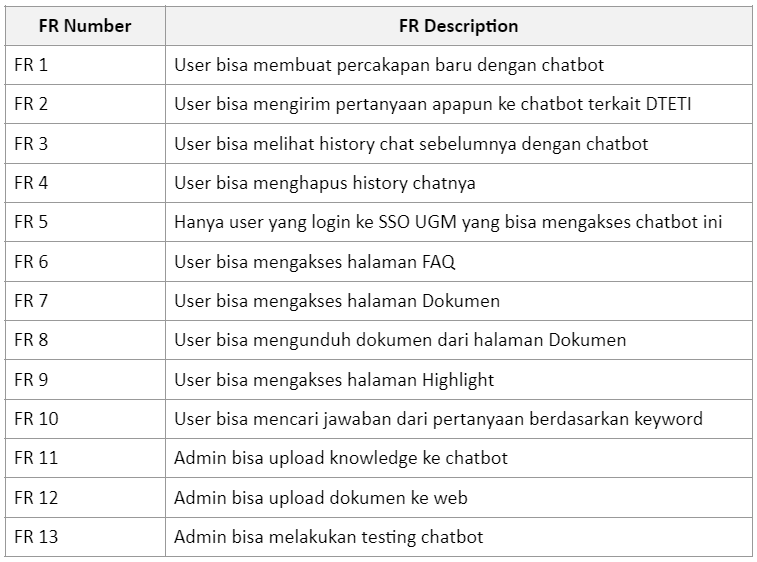 FR Number FR Description
FR 1 User bisa membuat percakapan baru dengan chatbot
FR 2 User bisa mengirim pertanyaan apapun ke chatbot terkait DTETI
FR 3 User bisa melihat history chat sebelumnya dengan chatbot
FR 4 User bisa menghapus history chatnya
FR 5 Hanya user yang login ke SSO UGM yang bisa mengakses chatbot ini
FR 6 User bisa mengakses halaman FAQ
FR 7 User bisa mengakses halaman Dokumen
FR 8 User bisa mengunduh dokumen dari halaman Dokumen
FR 9 User bisa mengakses halaman Highlight
FR 10 User bisa mencari jawaban dari pertanyaan berdasarkan keyword
FR 11 Admin bisa upload knowledge ke chatbot
FR 12 Admin bisa upload dokumen ke web
FR 13 Admin bisa melakukan testing chatbot